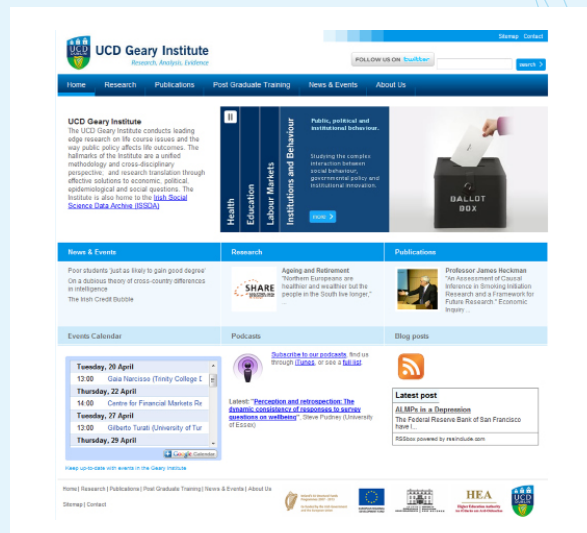 Sitemap Contact
UCD
DUBLIN
UCD Geary Institute
Research, Analysis, Evidence
FOLLOW US ON twitter
search >
Home Research Publications Post Graduate Training News & Events About Us
UCD Geary Institute
The UCD Geary Institute conducts leading
edge research on life course issues and the
way public policy affects life outcomes. The
hallmarks of the Institute are a unified
methodology and cross-disciplinary
perspective; and research translation through
effective solutions to economic, political,
epidemiological and social questions. The
Institute is also home to the Irish Social
Science Data Archive (ISSDA)
Health
Education
Labour Markets
Institutions and Behaviour
Public, political and
institutional behaviour.
Studying the complex
interaction between
social behaviour,
governmental policy and
institutional innovation.
more >
BALLOT
BOX
News & Events
Poor students 'just as likely to gain good degree'
On a dubious theory of cross-country differences
in intelligence
The Irish Credit Bubble
Research
SHARE
Ageing and Retirement
"Northern Europeans are
healthier and wealthier but the
people in the South live longer,"
...
Publications
Professor James Heckman
"An Assessment of Causal
Inference in Smoking Initiation
Research and a Framework for
Future Research." Economic
Inquiry ...
Events Calendar
Tuesday, 20 April
13:00 Gaia Narcisso (Trinity College D
Thursday, 22 April
14:00 Centre for Financial Markets Re
Tuesday, 27 April
13:00 Gilberto Turati (University of Tur
Thursday, 29 April
Google Calendar
Keep up-to-date with events in the Geary Institute
Podcasts
Subscribe to our podcasts, find us
through iTunes, or see a full list.
Latest: "Perception and retrospection: The
dynamic consistency of responses to survey
questions on wellbeing", Steve Pudney (University
of Essex)
Blog posts
Latest post
ALMPs in a Depression
The Federal Reserve Bank of San Francisco
have l...
RSSbox powered by rssinclude.com
Home | Research | Publications | Post Graduate Training | News & Events | About Us
Sitemap | Contact
HEA
Higher Education Authority
UCD
DUBLIN